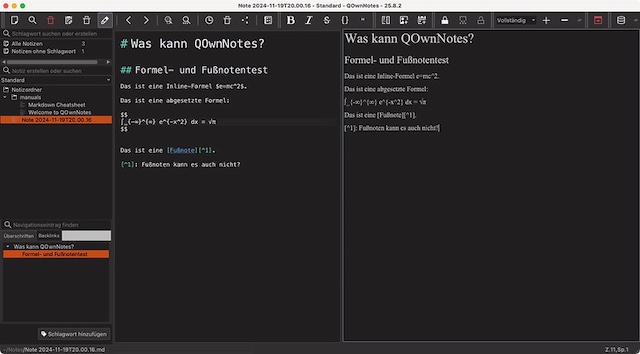 Note 2024-11-19T20.00.16 - Standard - QOwnNotes - 25.8.2
Vollständig
Schlagwort suchen oder erstellen
Alle Notizen 3
Notizen ohne Schlagwort 1
Notiz suchen oder erstellen
Standard
Notizordner
manuals
Markdown Cheatsheet
Welcome to QOwnNotes
Note 2024-11-19T20.00.16
Navigationseintrag finden
Überschriften Backlinks
Was kann QOwnNotes?
Formel- und Fußnotentest
Schlagwort hinzufügen
# Was kann QOwnNotes?
## Formel- und Fußnotentest
Das ist eine Inline-Formel $e=mc^2$.
Das ist eine abgesetzte Formel:
$$
∫_{-∞}^{∞} e^{-x^2} dx = √π
$$
Das ist eine [Fußnote][^1].
[^1]: Fußnoten kann es auch nicht?
Was kann QOwnNotes?
Formel- und Fußnotentest
Das ist eine Inline-Formel e=mc^2.
Das ist eine abgesetzte Formel:
∫_{-∞}^{∞} e^{-x^2} dx = √π
Das ist eine [Fußnote][^1].
[^1]: Fußnoten kann es auch nicht?
~/Notes/Note 2024-11-19T20.00.16.md
Z.11,Sp.1